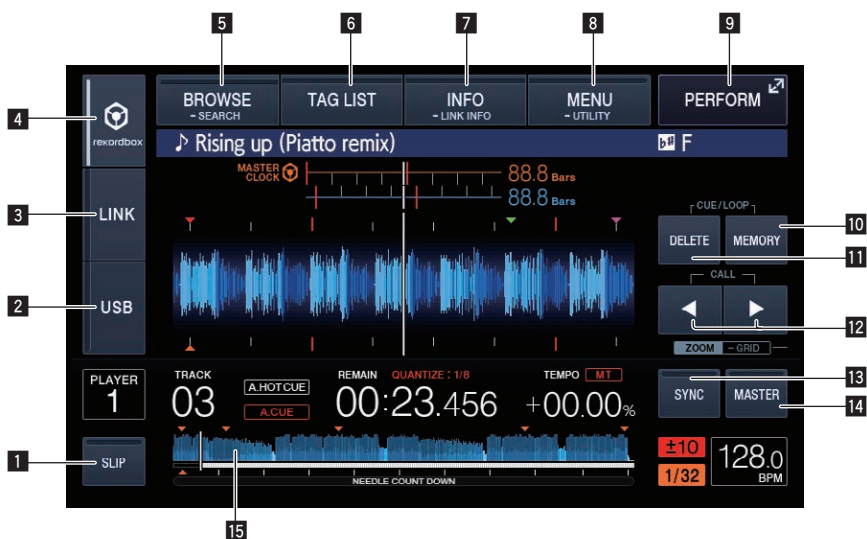 5 6 7 8 9
4
rekordbox
BROWSE
- SEARCH
TAG LIST
INFO
- LINK INFO
MENU
- UTILITY
PERFORM
♪ Rising up (Piatto remix)
b# F
MASTER CLOCK
88.8 Bars
88.8 Bars
3
LINK
CUE/LOOP
DELETE
MEMORY
10
11
2
USB
CALL
◀ ▶
12
ZOOM - GRID
PLAYER
1
TRACK
03
A.HOTCUE
A.CUE
REMAIN
QUANTIZE : 1/8
00:23.456
TEMPO MT
+00.00%
SYNC
MASTER
13
14
1
SLIP
NEEDLE COUNT DOWN
±10
1/32
128.0
BPM
15